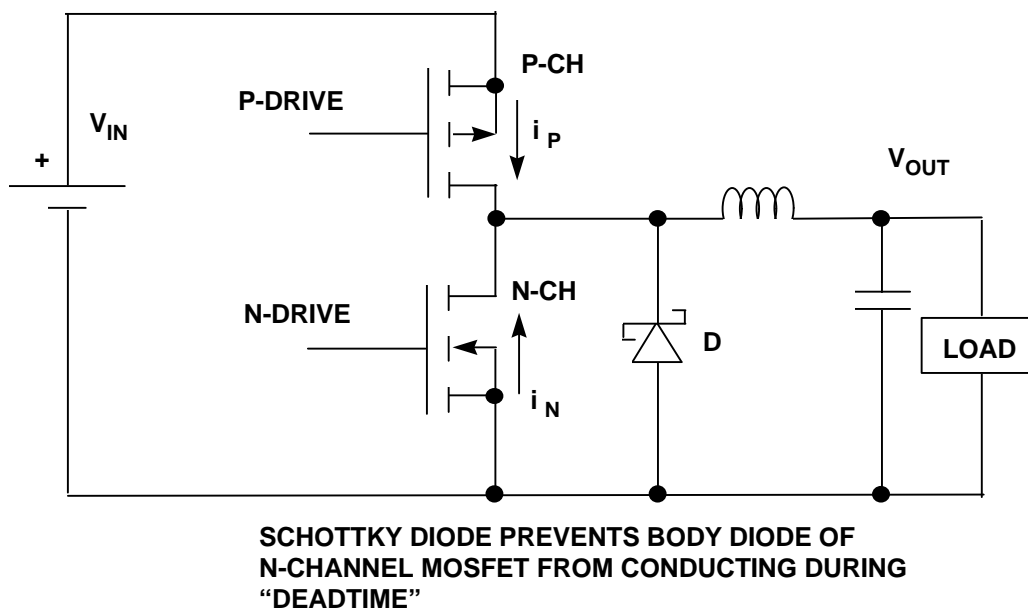 P-CH
P-DRIVE
V_IN
i_P
+
V_OUT
N-CH
N-DRIVE
D
LOAD
i_N
SCHOTTKY DIODE PREVENTS BODY DIODE OF
N-CHANNEL MOSFET FROM CONDUCTING DURING
“DEADTIME”